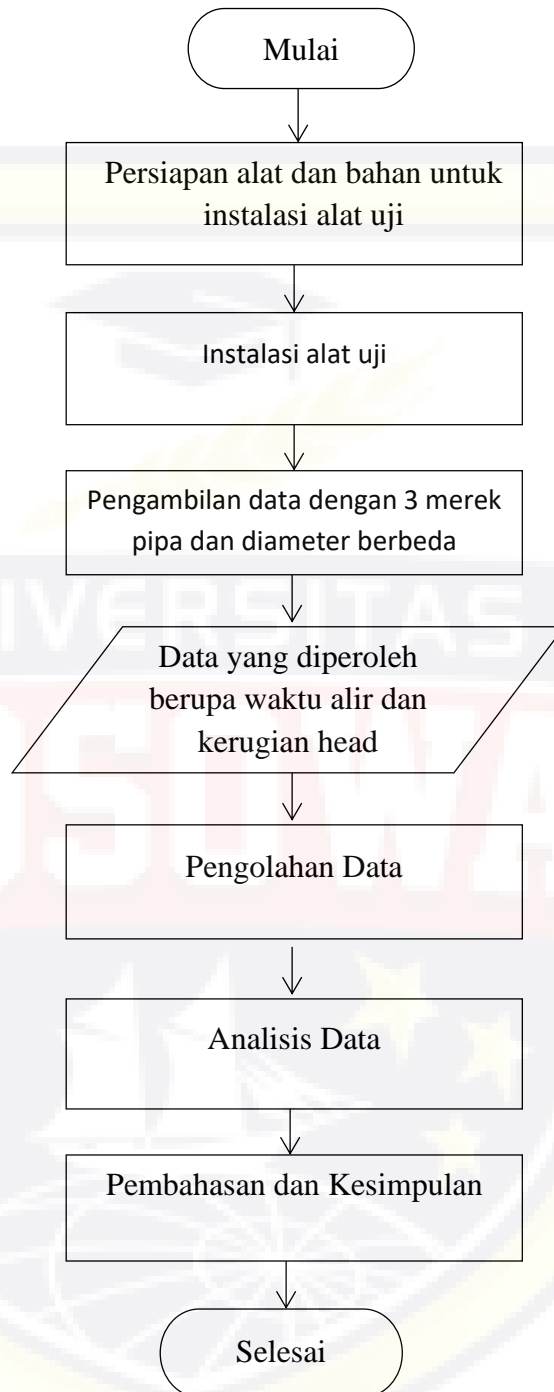 Mulai
Persiapan alat dan bahan untuk
instalasi alat uji
Instalasi alat uji
Pengambilan data dengan 3 merek
pipa dan diameter berbeda
IVERSITAS
Data yang diperoleh
berupa waktu alir dan
kerugian head
OSOWA
Pengolahan Data
Analisis Data
Pembahasan dan Kesimpulan
Selesai